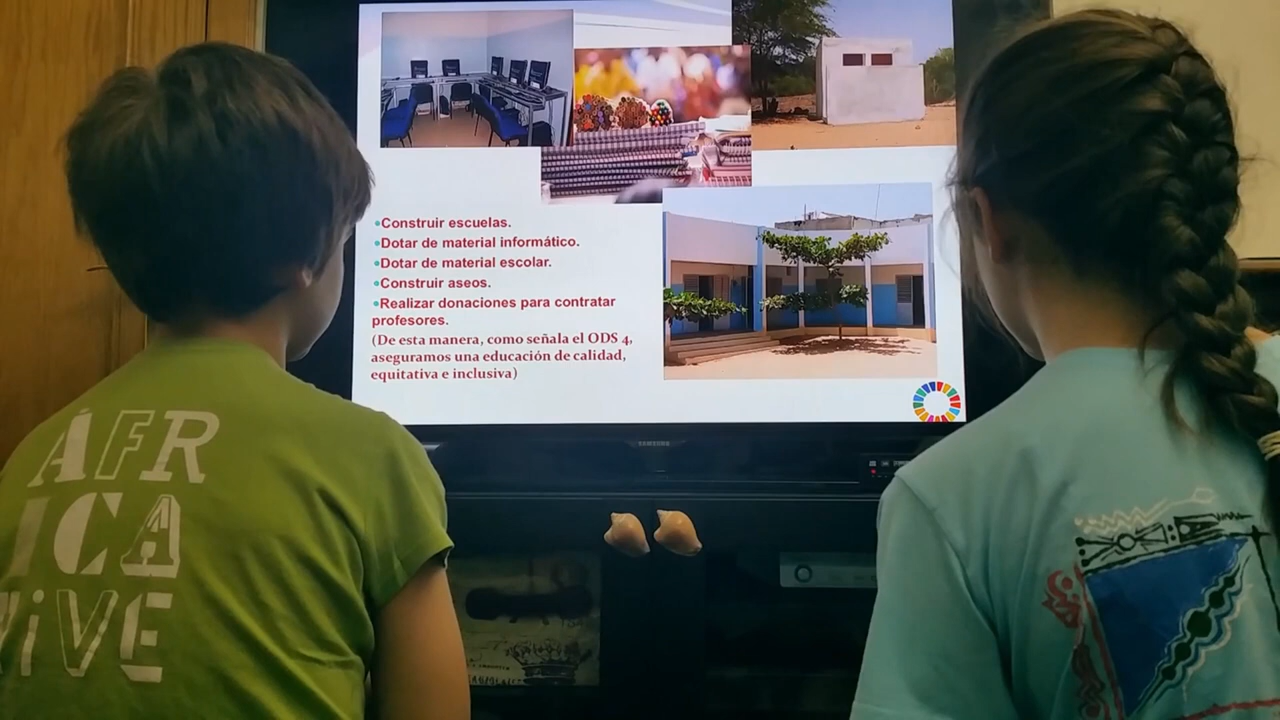 •Construir escuelas.
•Dotar de material informático.
•Dotar de material escolar.
•Construir aseos.
•Realizar donaciones para contratar
profesores.
(De esta manera, como señala el ODS 4,
aseguramos una educación de calidad,
equitativa e inclusiva)
SAMSUNG
ÁFR
ICA
ViVE